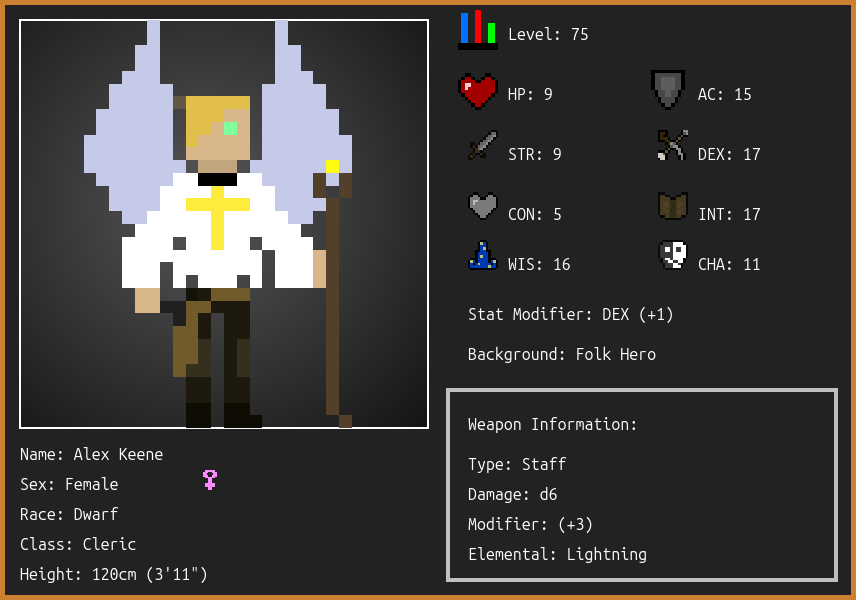 Level: 75
HP: 9
AC: 15
STR: 9
DEX: 17
CON: 5
INT: 17
WIS: 16
CHA: 11
Stat Modifier: DEX (+1)
Background: Folk Hero
Weapon Information:
Type: Staff
Damage: d6
Modifier: (+3)
Elemental: Lightning
Name: Alex Keene
Sex: Female
Race: Dwarf
Class: Cleric
Height: 120cm (3'11")